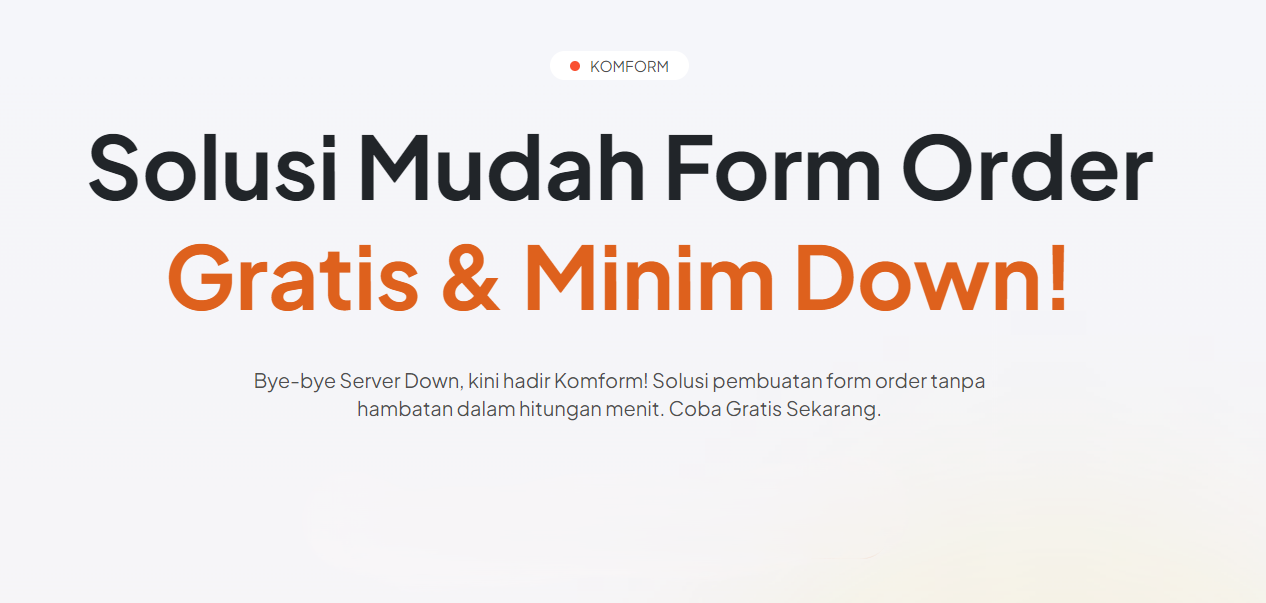 KOMFORM
Solusi Mudah Form Order
Gratis & Minim Down!
Bye-bye Server Down, kini hadir Komform! Solusi pembuatan form order tanpa
hambatan dalam hitungan menit. Coba Gratis Sekarang.